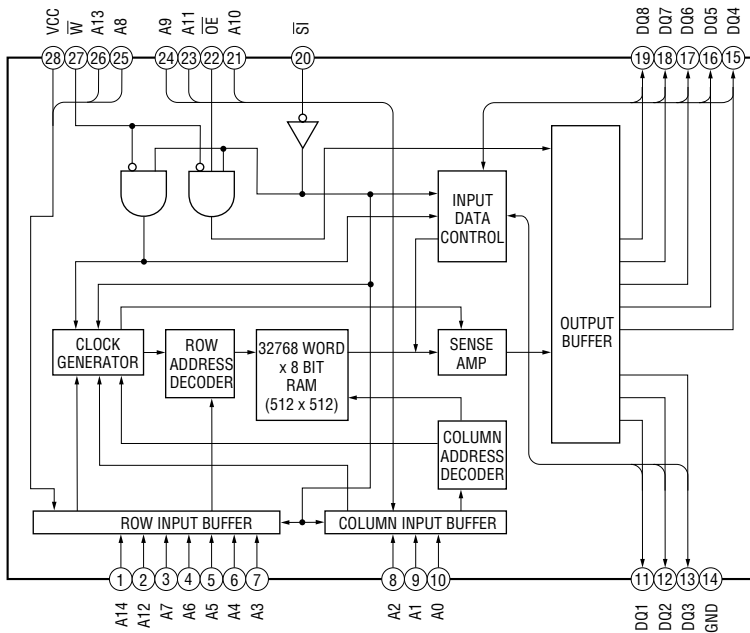 VCC W̅ A13 A8 A9 A11 O̅E̅ A10 S̅I̅ DQ8 DQ7 DQ6 DQ5 DQ4
28 27 26 25 24 23 22 21 20 19 18 17 16 15
INPUT
DATA
CONTROL
OUTPUT
BUFFER
CLOCK
GENERATOR
ROW
ADDRESS
DECODER
32768 WORD
x 8 BIT
RAM
(512 x 512)
SENSE
AMP
COLUMN
ADDRESS
DECODER
ROW INPUT BUFFER
COLUMN INPUT BUFFER
1 2 3 4 5 6 7 8 9 10 11 12 13 14
A14 A12 A7 A6 A5 A4 A3 A2 A1 A0 DQ1 DQ2 DQ3 GND